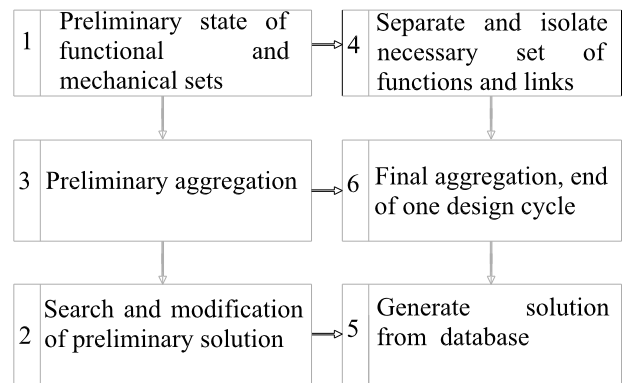 1
Preliminary state of
functional and
mechanical sets
4
Separate and isolate
necessary set of
functions and links
3
Preliminary aggregation
6
Final aggregation, end
of one design cycle
2
Search and modification
of preliminary solution
5
Generate solution
from database